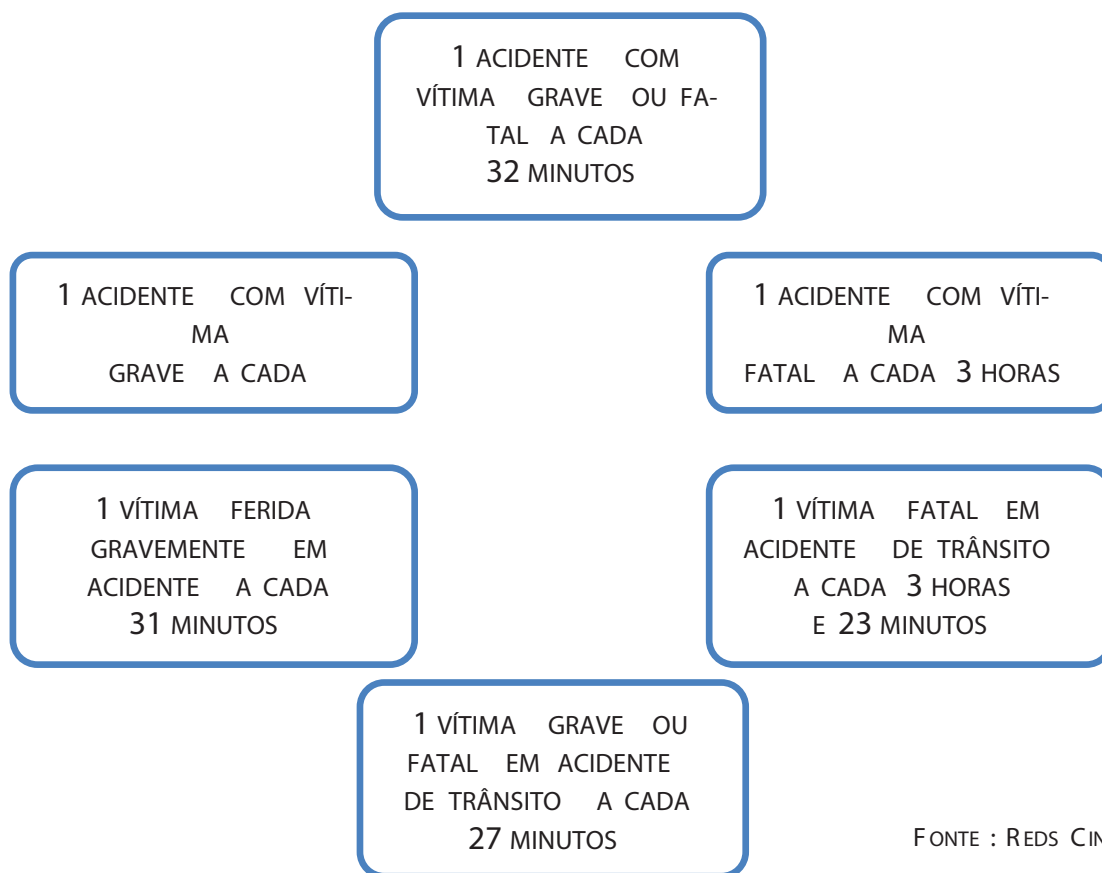 1 ACIDENTE COM
VÍTIMA GRAVE OU FA-
TAL A CADA
32 MINUTOS
1 ACIDENTE COM VÍTI-
MA
GRAVE A CADA
1 ACIDENTE COM VÍTI-
MA
FATAL A CADA 3 HORAS
1 VÍTIMA FERIDA
GRAVEMENTE EM
ACIDENTE A CADA
31 MINUTOS
1 VÍTIMA FATAL EM
ACIDENTE DE TRÂNSITO
A CADA 3 HORAS
E 23 MINUTOS
1 VÍTIMA GRAVE OU
FATAL EM ACIDENTE
DE TRÂNSITO A CADA
27 MINUTOS
FONTE : REDS